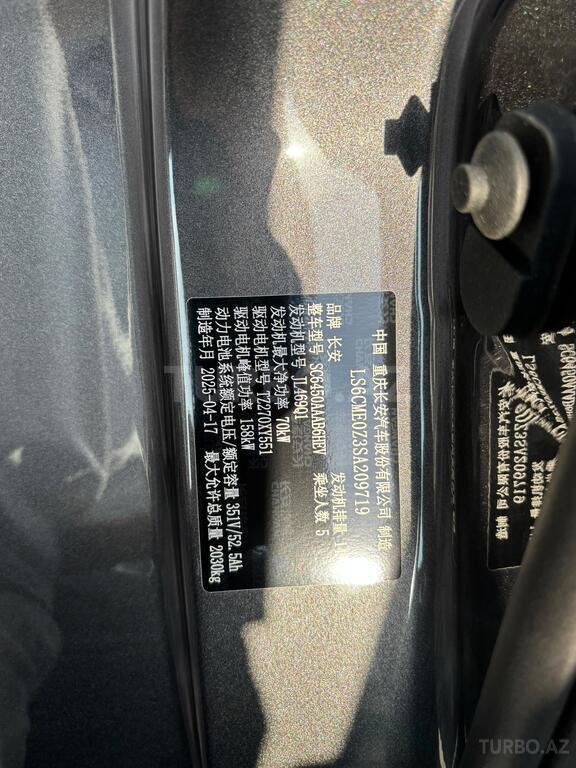 中国 重庆长安汽车股份有限公司 制造
LS6CME0Z3SA209719
品牌 长安
整车型号 SC6450AAAB6HEV
乘坐人数 5
发动机型号 JL469Q1
发动机排量
发动机最大净功率 70kW
驱动电机型号 TZ270XY551
驱动电机峰值功率 158kW
动力电池系统额定电压/额定容量 351V/52.5Ah
制造年月 2025-04-17
最大允许总质量 2030kg
TURBO.AZ